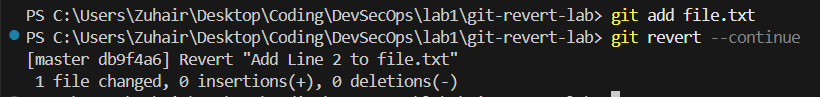 PS C:\Users\Zuhair\Desktop\Coding\DevSecOps\lab1\git-revert-lab> git add file.txt
PS C:\Users\Zuhair\Desktop\Coding\DevSecOps\lab1\git-revert-lab> git revert --continue
[master db9f4a6] Revert "Add Line 2 to file.txt"
 1 file changed, 0 insertions(+), 0 deletions(-)